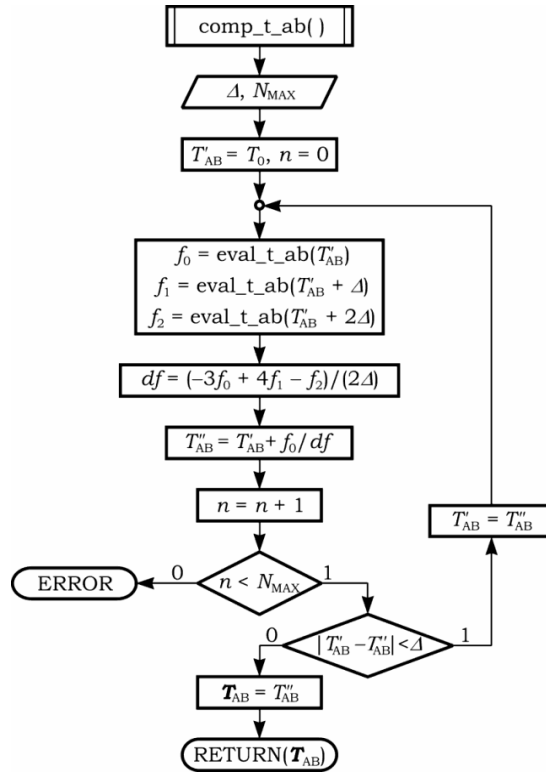 comp_t_ab( )
Δ, N_MAX
T′_AB = T_0, n = 0
f_0 = eval_t_ab(T′_AB)
f_1 = eval_t_ab(T′_AB + Δ)
f_2 = eval_t_ab(T′_AB + 2Δ)
df = (–3f_0 + 4f_1 – f_2)/(2Δ)
T″_AB = T′_AB + f_0/df
n = n + 1
T′_AB = T″_AB
ERROR
0
n < N_MAX
1
0
|T′_AB – T″_AB| < Δ
1
T_AB = T″_AB
RETURN(T_AB)